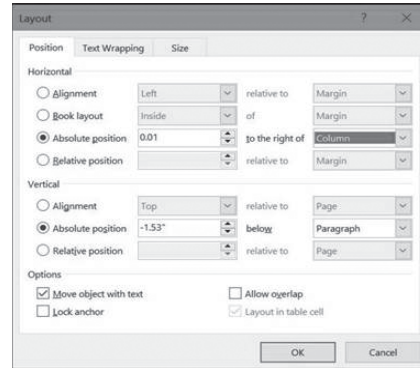 Layout ? ×
Position Text Wrapping Size
Horizontal
Alignment Left relative to Margin
Book layout Inside of Margin
Absolute position 0.01 to the right of Column
Relative position relative to Margin
Vertical
Alignment Top relative to Page
Absolute position -1.53" below Paragraph
Relative position relative to Page
Options
Move object with text Allow overlap
Lock anchor Layout in table cell
OK Cancel